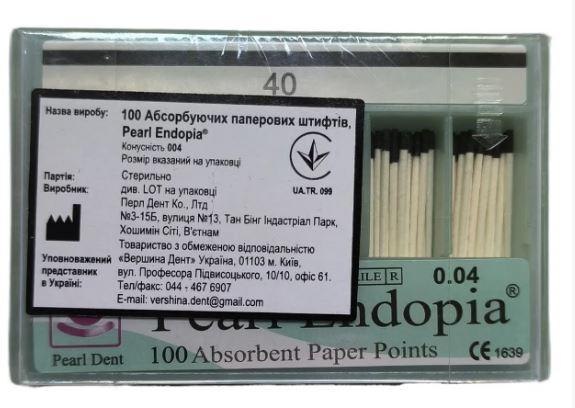 40
Назва виробу: 100 Абсорбуючих паперових штифтів,
Pearl Endopia®
Конусність 004
Розмір вказаний на упаковці
Стерильно
Партія: див. LOT на упаковці
Виробник: Перл Дент Ко., Лтд
№3-15Б, вулиця №13, Тан Бінг Індастріал Парк,
Хошимін Сіті, В'єтнам
UA.TR. 099
Товариство з обмеженою відповідальністю
Уповноважений «Вершина Дент» Україна, 01103 м. Київ,
представник вул. Професора Підвисоцького, 10/10, офіс 61.
в Україні: Тел/факс: 044 - 467 6907
E-mail: vershina.dent@gmail.com
ILE R 0.04
Pearl Endopia®
Pearl Dent 100 Absorbent Paper Points CE 1639